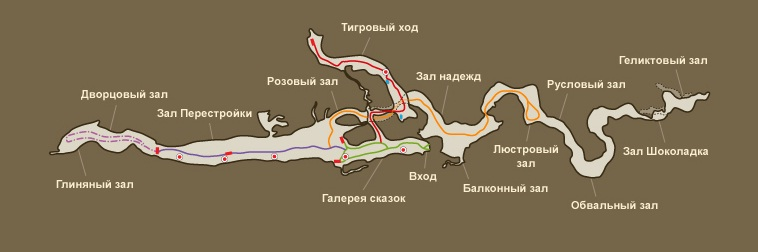 Тигровый ход
Геликтовый зал
Дворцовый зал
Розовый зал
Зал надежд
Русловый зал
Зал Перестройки
Люстровый
зал
Зал Шоколадка
Глиняный зал
Вход
Галерея сказок
Балконный зал
Обвальный зал